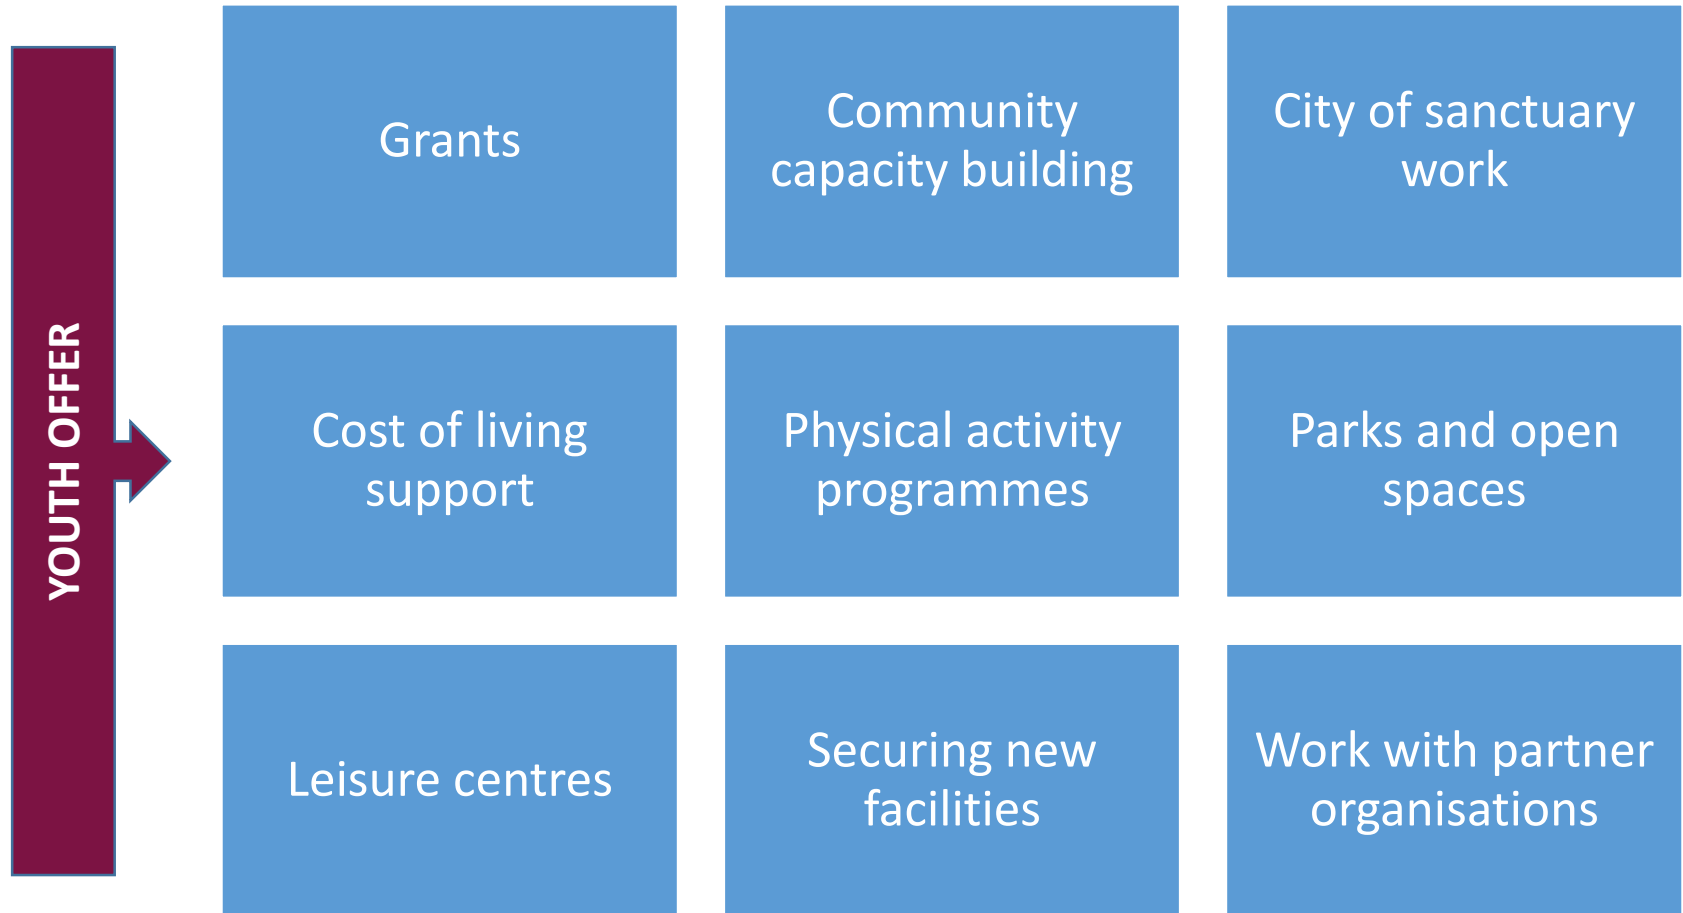 YOUTH OFFER
Grants
Community
capacity building
City of sanctuary
work
Cost of living
support
Physical activity
programmes
Parks and open
spaces
Leisure centres
Securing new
facilities
Work with partner
organisations